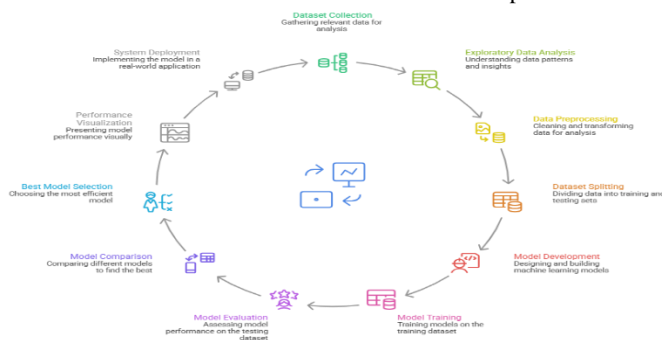 Dataset Collection
Gathering relevant data for
analysis
Exploratory Data Analysis
Understanding data patterns
and insights
Data Preprocessing
Cleaning and transforming
data for analysis
Dataset Splitting
Dividing data into training and
testing sets
Model Development
Designing and building
machine learning models
Model Training
Training models on the
training dataset
Model Evaluation
Assessing model
performance on the testing
dataset
Model Comparison
Comparing different models
to find the best
Best Model Selection
Choosing the most efficient
model
Performance
Visualization
Presenting model
performance visually
System Deployment
Implementing the model in a
real-world application